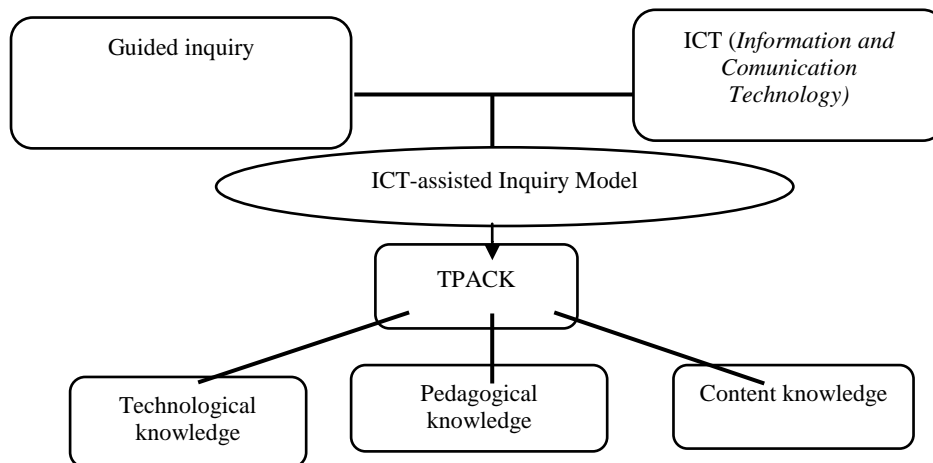 Guided inquiry
ICT (Information and
Comunication
Technology)
ICT-assisted Inquiry Model
TPACK
Technological
knowledge
Pedagogical
knowledge
Content knowledge